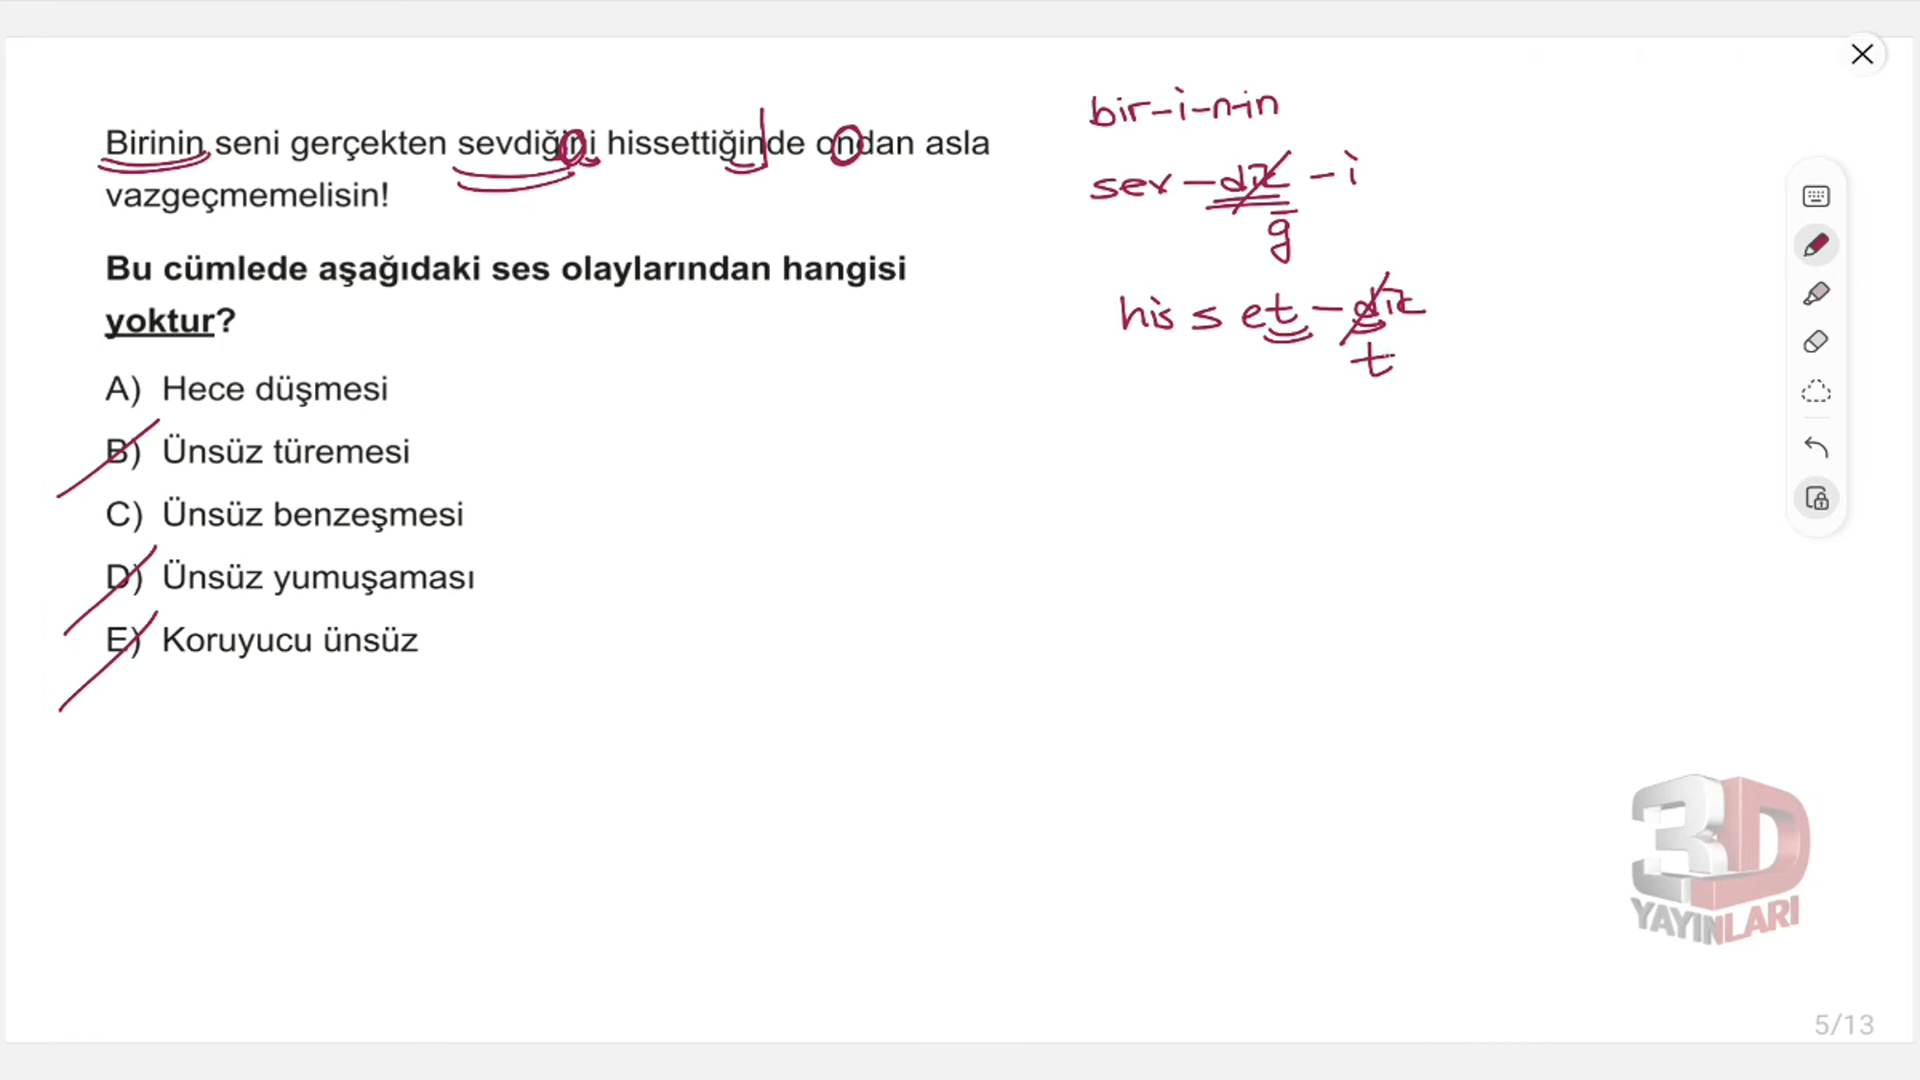 Birinin seni gerçekten sevdiğini hissettiğinde ondan asla
vazgeçmemelisin!
Bu cümlede aşağıdaki ses olaylarından hangisi
yoktur?
A) Hece düşmesi
B) Ünsüz türemesi
C) Ünsüz benzeşmesi
D) Ünsüz yumuşaması
E) Koruyucu ünsüz
bir-i-n-in
sev-dik-i
ğ
his s et-dik
t
3D
YAYINLARI
5/13